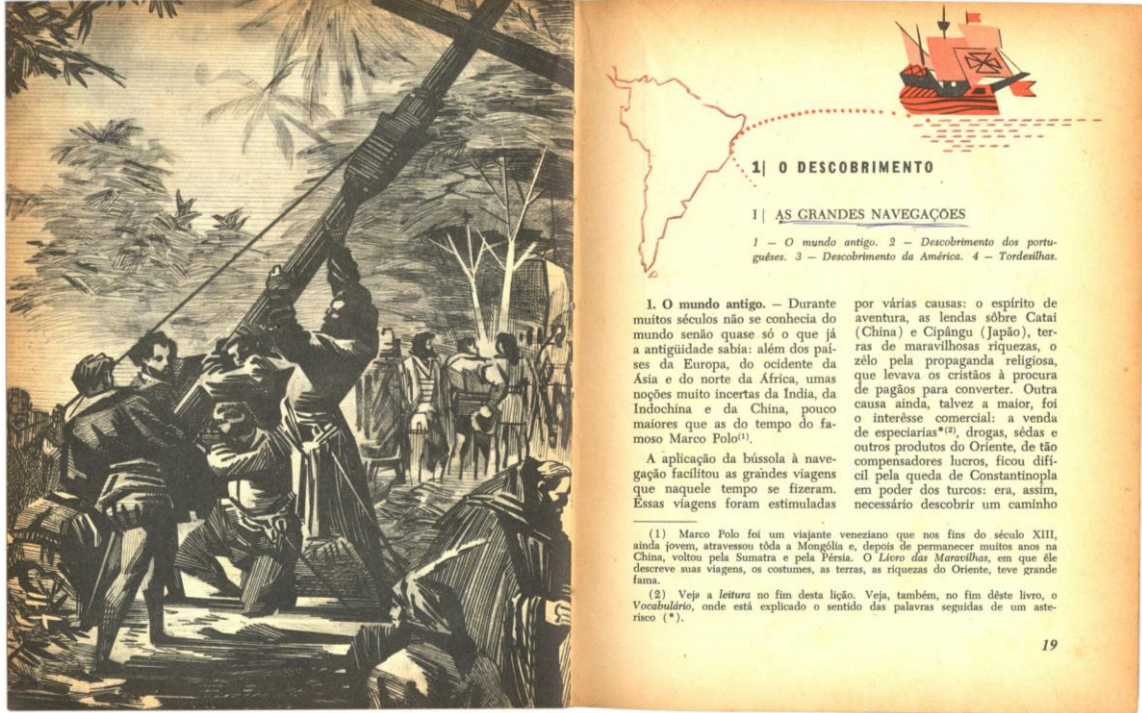 1| O DESCOBRIMENTO
I| AS GRANDES NAVEGAÇÕES
1 — O mundo antigo. 2 — Descobrimento dos portu-
guêses. 3 — Descobrimento da América. 4 — Tordesilhas.
1. O mundo antigo. — Durante
muitos séculos não se conhecia do
mundo senão quase só o que já
a antigüidade sabia: além dos paí-
ses da Europa, do ocidente da
Ásia e do norte da África, umas
noções muito incertas da India, da
Indochina e da China, pouco
maiores que as do tempo do fa-
moso Marco Polo(1).
A aplicação da bússola à nave-
gação facilitou as grandes viagens
que naquele tempo se fizeram.
Essas viagens foram estimuladas
por várias causas: o espírito de
aventura, as lendas sôbre Catai
(China) e Cipângu (Japão), ter-
ras de maravilhosas riquezas, o
zêlo pela propaganda religiosa,
que levava os cristãos à procura
de pagãos para converter. Outra
causa ainda, talvez a maior, foi
o interêsse comercial: a venda
de especiarias*(2), drogas, sêdas e
outros produtos do Oriente, de tão
compensadores lucros, ficou difí-
cil pela queda de Constantinopla
em poder dos turcos: era, assim,
necessário descobrir um caminho
(1) Marco Polo foi um viajante veneziano que nos fins do século XIII,
ainda jovem, atravessou tôda a Mongólia e, depois de permanecer muitos anos na
China, voltou pela Sumatra e pela Pérsia. O Livro das Maravilhas, em que êle
descreve suas viagens, os costumes, as terras, as riquezas do Oriente, teve grande
fama.
(2) Veja a leitura no fim desta lição. Veja, também, no fim dêste livro, o
Vocabulário, onde está explicado o sentido das palavras seguidas de um aste-
risco (*).
19